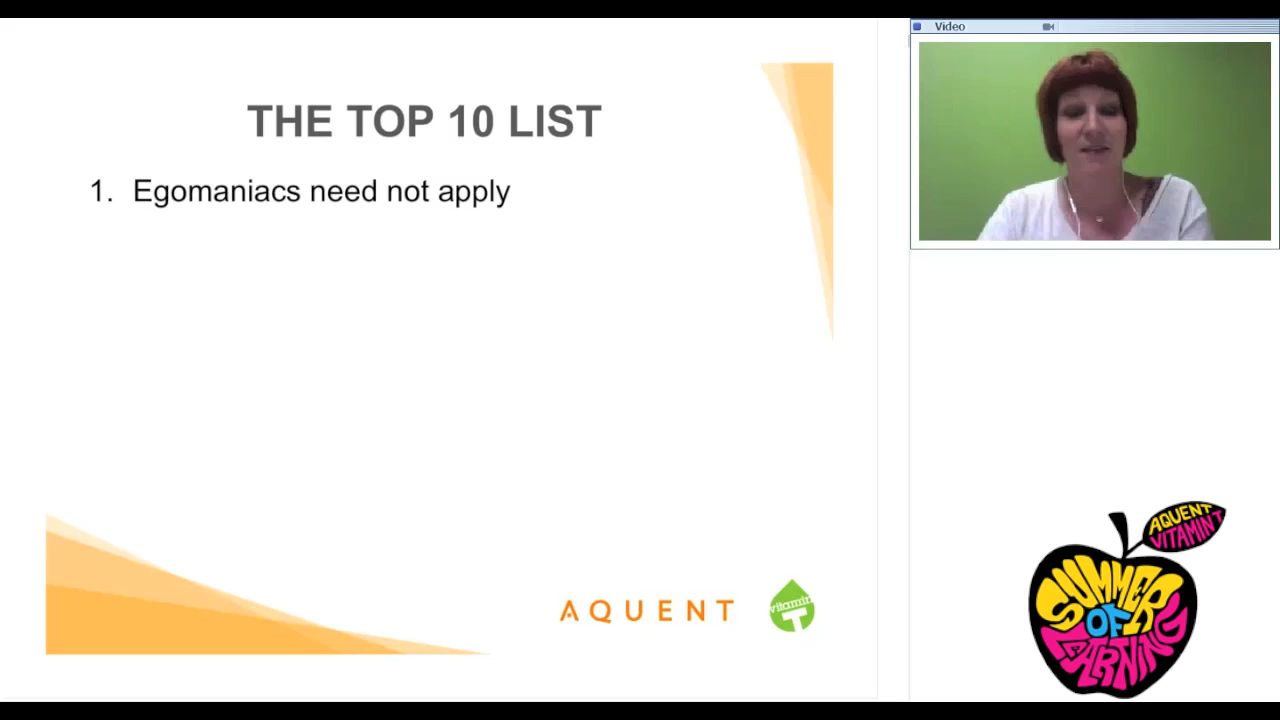 Video
THE TOP 10 LIST
1. Egomaniacs need not apply
AQUENT
vitamin
T
AQUENT
VITAMIN T
SUMMER
OF
LEARNING